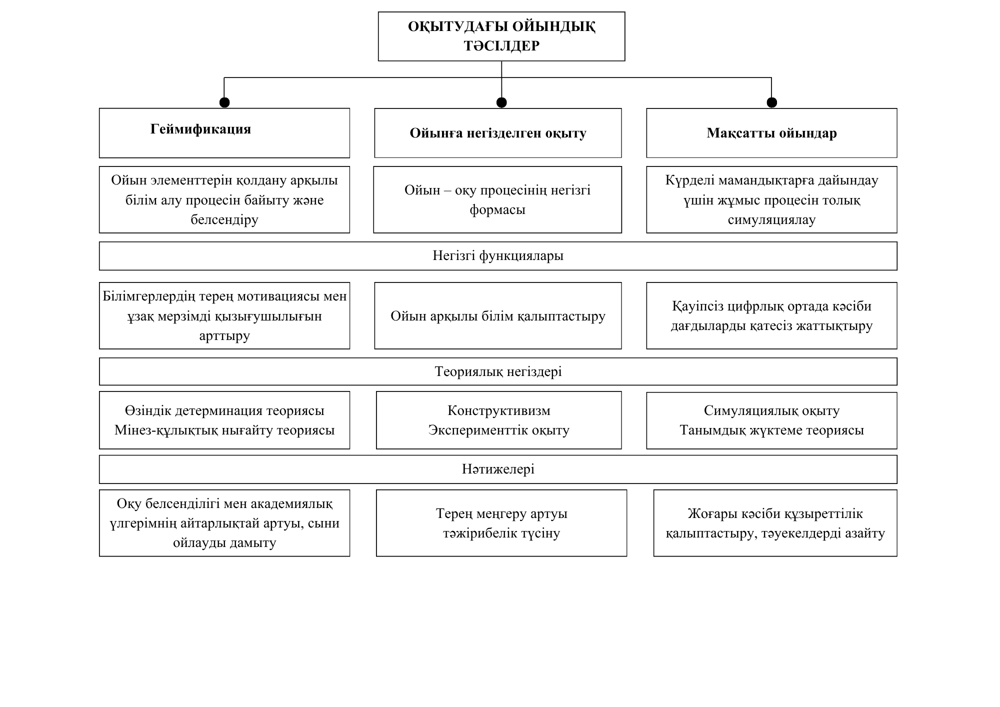 ОҚЫТУДАҒЫ ОЙЫНДЫҚ
ТӘСІЛДЕР
Геймификация
Ойынға негізделген оқыту
Мақсатты ойындар
Ойын элементтерін қолдану арқылы
білім алу процесін байыту және
белсендіру
Ойын – оқу процесінің негізгі
формасы
Күрделі мамандықтарға дайындау
үшін жұмыс процесін толық
симуляциялау
Негізгі функциялары
Білімгерлердің терең мотивациясы мен
ұзақ мерзімді қызығушылығын
арттыру
Ойын арқылы білім қалыптастыру
Қауіпсіз цифрлық ортада кәсіби
дағдыларды қатесіз жаттықтыру
Теориялық негіздері
Өзіндік детерминация теориясы
Мінез-құлықтық нығайту теориясы
Конструктивизм
Эксперименттік оқыту
Симуляциялық оқыту
Танымдық жүктеме теориясы
Нәтижелері
Оқу белсенділігі мен академиялық
үлгерімнің айтарлықтай артуы, сыни
ойлауды дамыту
Терең меңгеру артуы
тәжірибелік түсіну
Жоғары кәсіби құзыреттілік
қалыптастыру, тәуекелдерді азайту